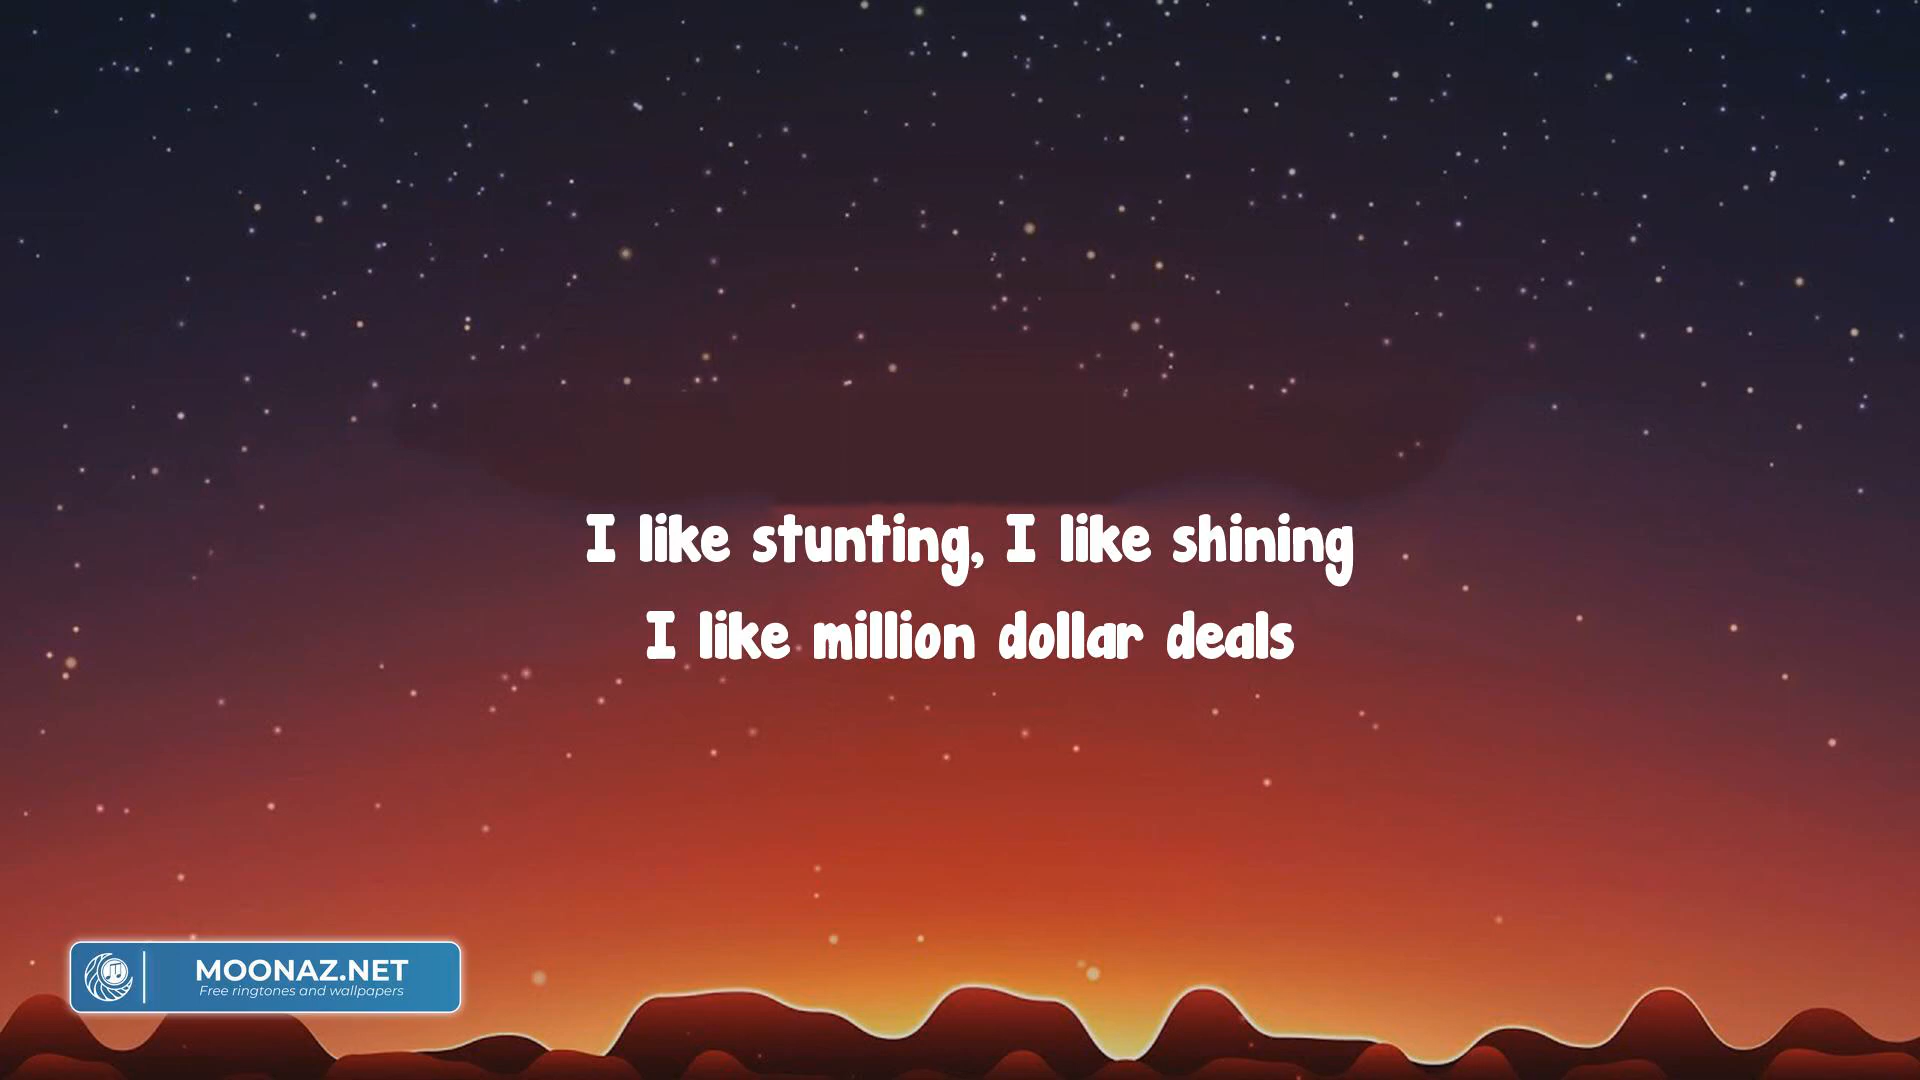 I like stunting, I like shining
I like million dollar deals
MOONAZ.NET
Free ringtones and wallpapers